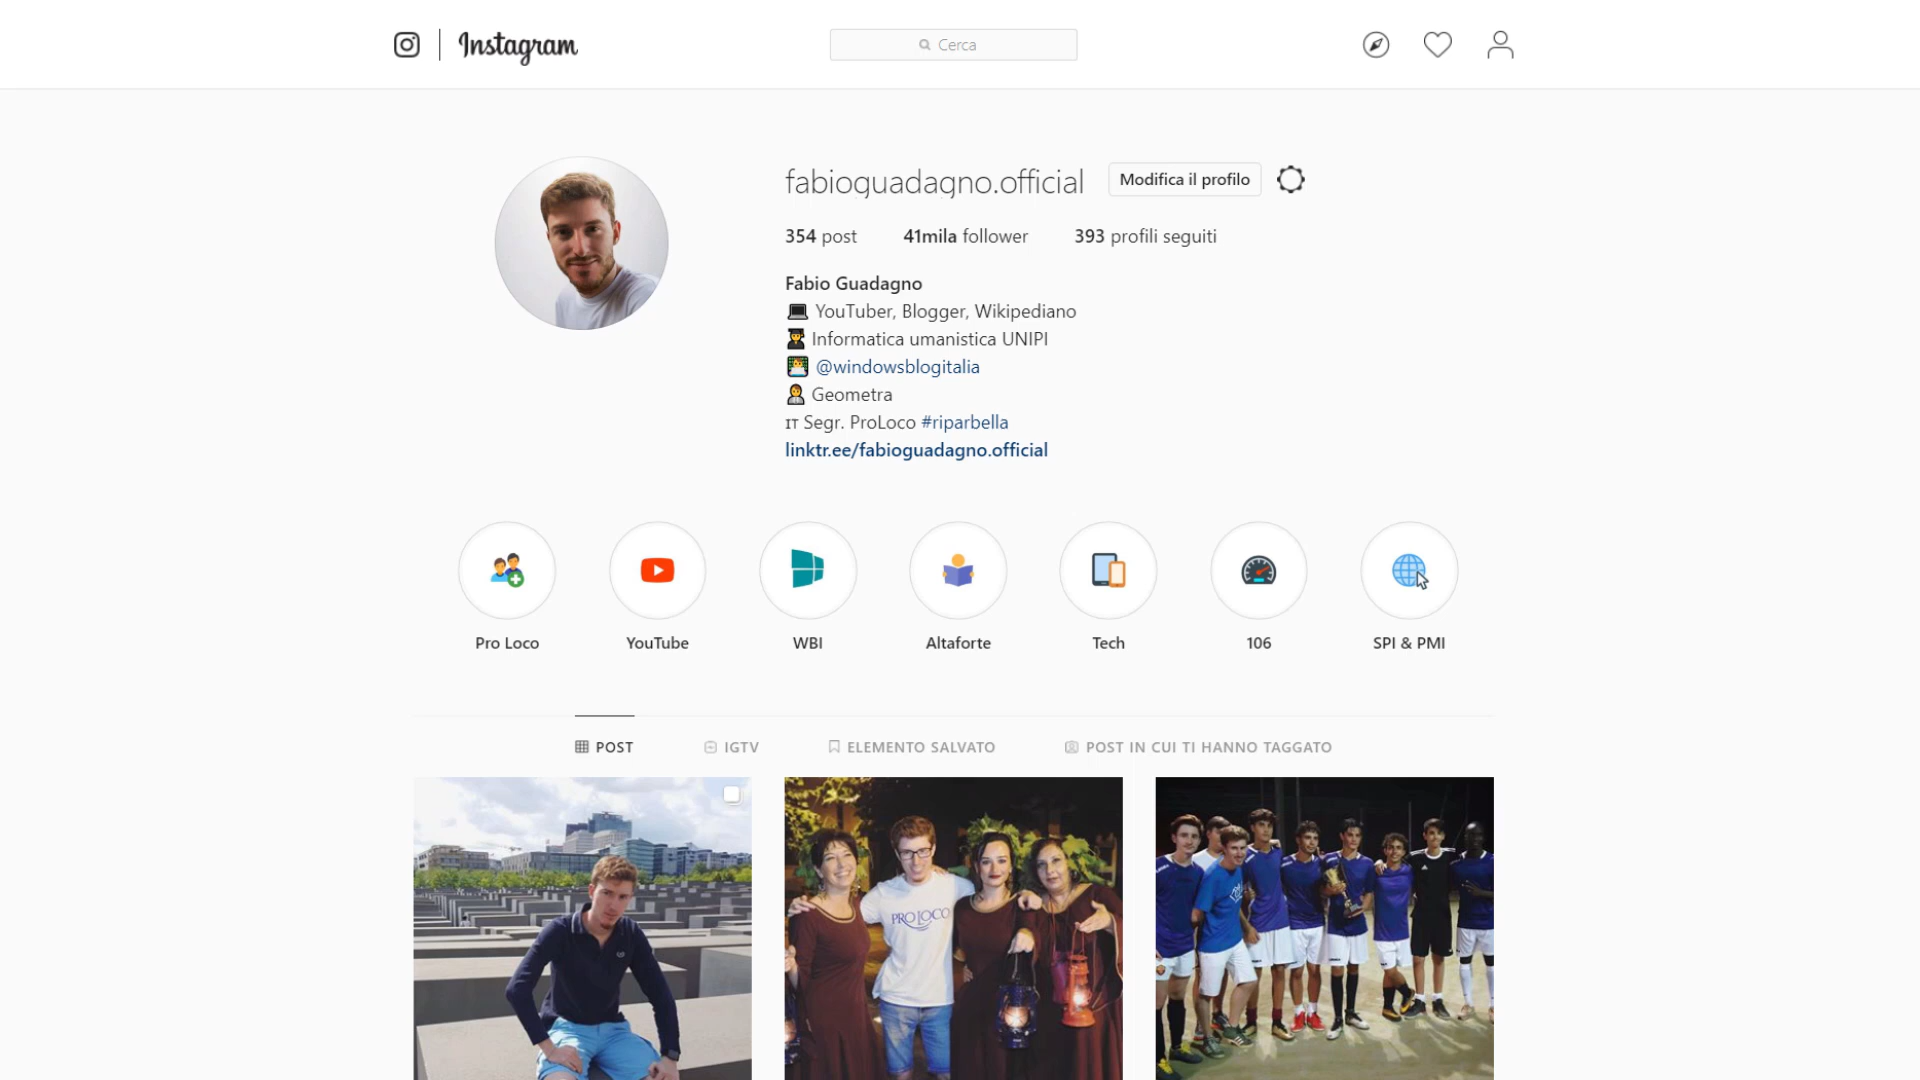 Instagram
Cerca
fabioguadagno.official
Modifica il profilo
354 post
41mila follower
393 profili seguiti
Fabio Guadagno
YouTuber, Blogger, Wikipediano
Informatica umanistica UNIPI
@windowsblogitalia
Geometra
IT Segr. ProLoco #riparbella
linktr.ee/fabioguadagno.official
Pro Loco
YouTube
WBI
Altaforte
Tech
106
SPI & PMI
POST
IGTV
ELEMENTO SALVATO
POST IN CUI TI HANNO TAGGATO
PRO LOCO